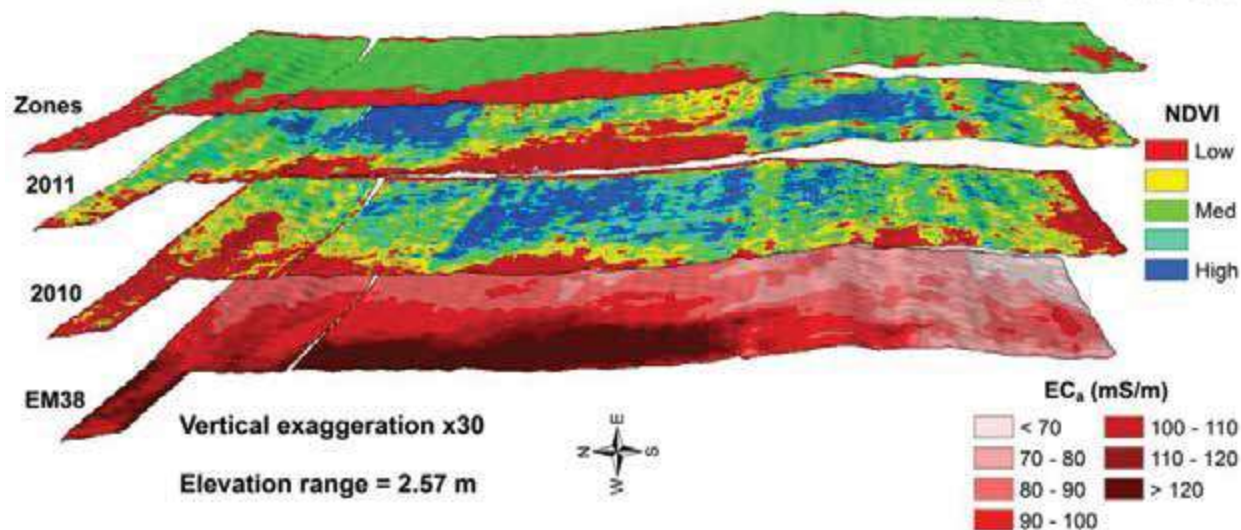 Zones
2011
2010
EM38
NDVI
Low
Med
High
Vertical exaggeration x30
Elevation range = 2.57 m
N
E
S
W
ECₐ (mS/m)
< 70
100 - 110
70 - 80
110 - 120
80 - 90
> 120
90 - 100